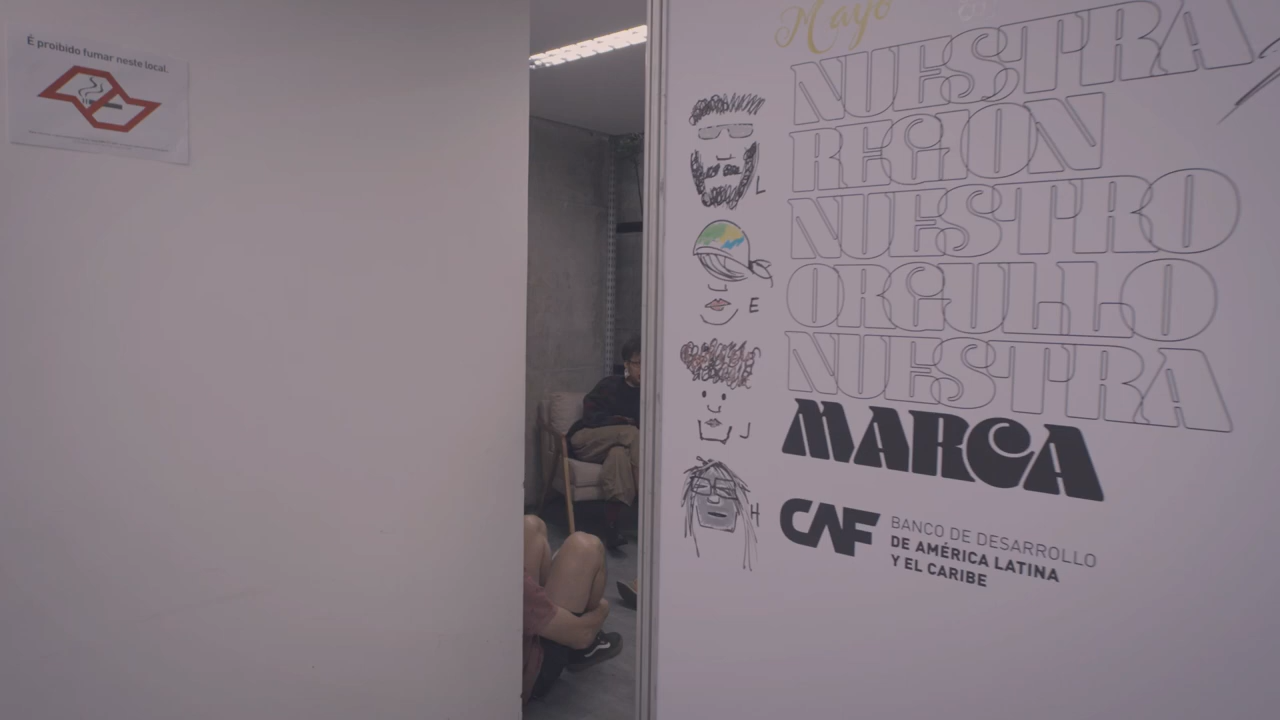 É proibido fumar neste local.
Mayo
NUESTRA
REGIÓN
NUESTRO
ORGULLO
NUESTRA
MARCA
L
E
J
H
CAF
BANCO DE DESARROLLO
DE AMÉRICA LATINA
Y EL CARIBE